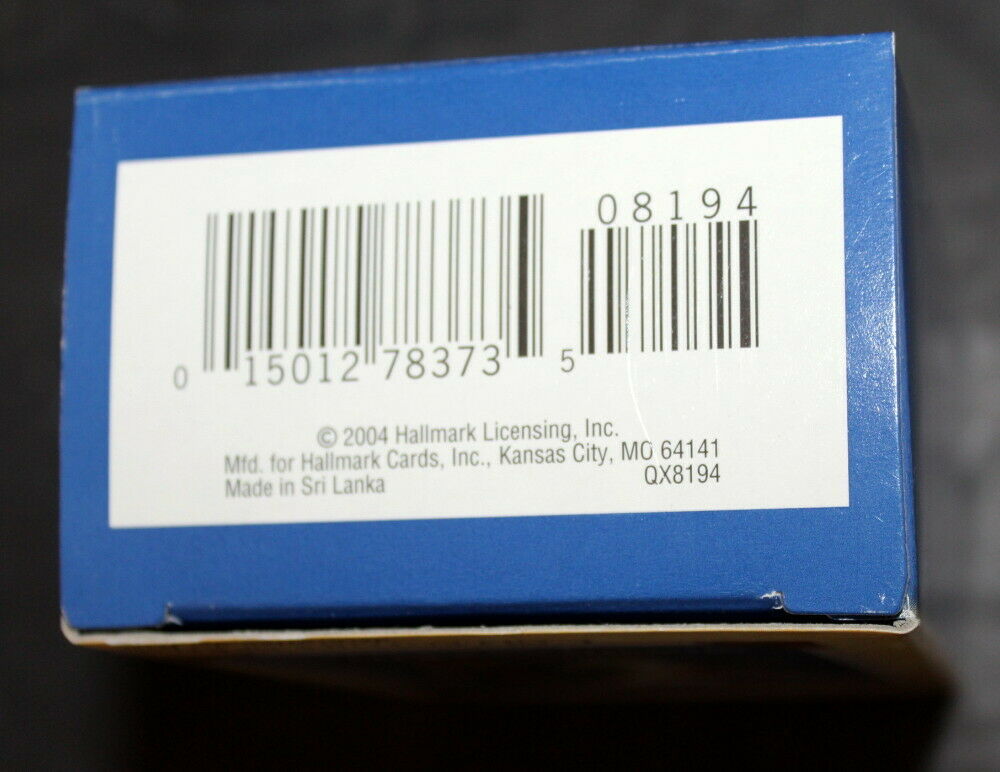 08194
0 15012 78373 5
© 2004 Hallmark Licensing, Inc.
Mfd. for Hallmark Cards, Inc., Kansas City, MO 64141
Made in Sri Lanka QX8194